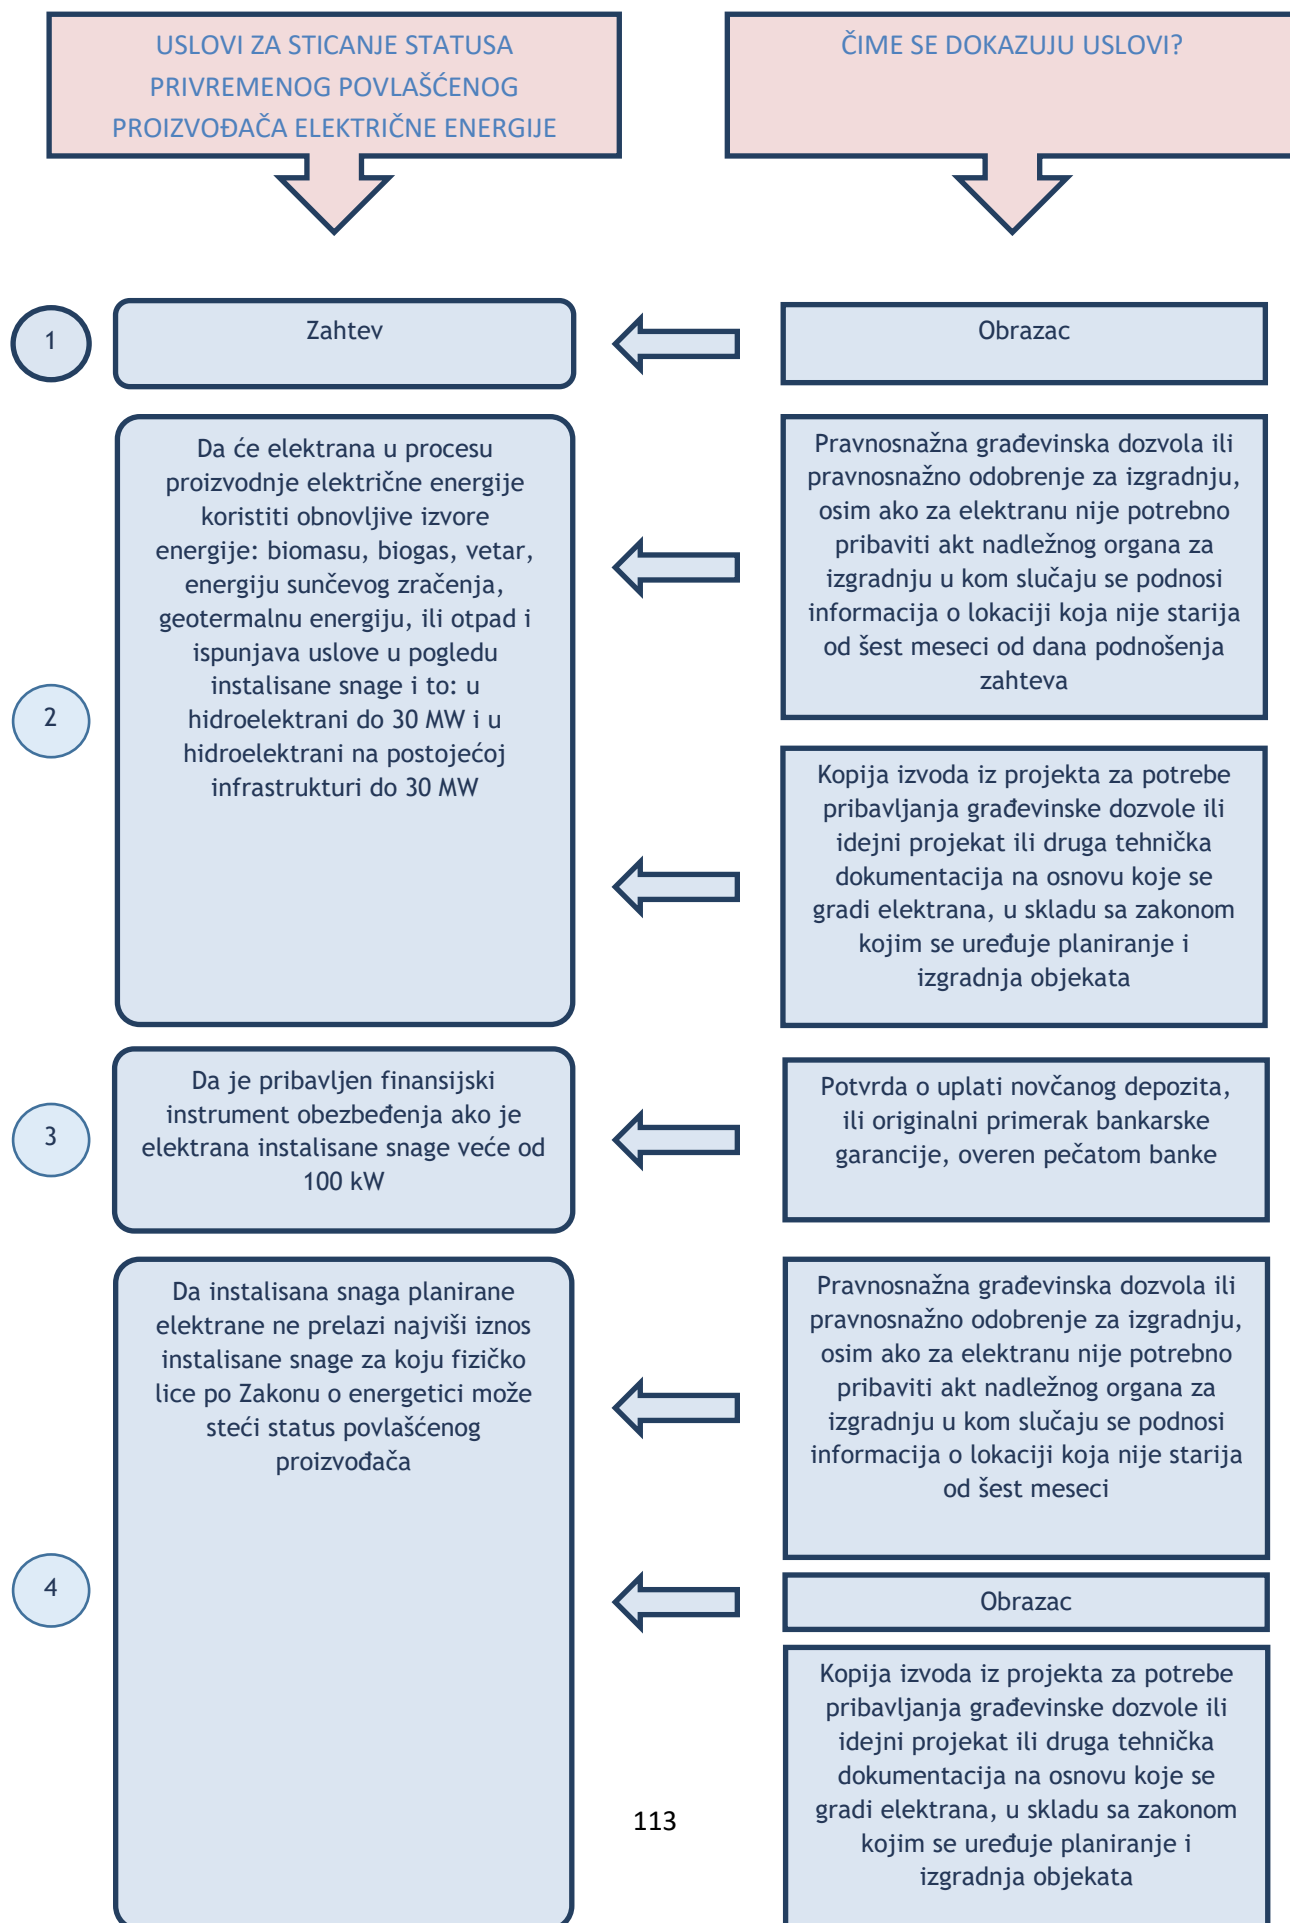 USLOVI ZA STICANJE STATUSA
PRIVREMENOG POVLAŠĆENOG
PROIZVOĐAČA ELEKTRIČNE ENERGIJE
ČIME SE DOKAZUJU USLOVI?
1
Zahtev
Obrazac
2
Da će elektrana u procesu
proizvodnje električne energije
koristiti obnovljive izvore
energije: biomasu, biogas, vetar,
energiju sunčevog zračenja,
geotermalnu energiju, ili otpad i
ispunjava uslove u pogledu
instalisane snage i to: u
hidroelektrani do 30 MW i u
hidroelektrani na postojećoj
infrastrukturi do 30 MW
Pravnosnažna građevinska dozvola ili
pravnosnažno odobrenje za izgradnju,
osim ako za elektranu nije potrebno
pribaviti akt nadležnog organa za
izgradnju u kom slučaju se podnosi
informacija o lokaciji koja nije starija
od šest meseci od dana podnošenja
zahteva
Kopija izvoda iz projekta za potrebe
pribavljanja građevinske dozvole ili
idejni projekat ili druga tehnička
dokumentacija na osnovu koje se
gradi elektrana, u skladu sa zakonom
kojim se uređuje planiranje i
izgradnja objekata
3
Da je pribavljen finansijski
instrument obezbeđenja ako je
elektrana instalisane snage veće od
100 kW
Potvrda o uplati novčanog depozita,
ili originalni primerak bankarske
garancije, overen pečatom banke
4
Da instalisana snaga planirane
elektrane ne prelazi najviši iznos
instalisane snage za koju fizičko
lice po Zakonu o energetici može
steći status povlašćenog
proizvođača
Pravnosnažna građevinska dozvola ili
pravnosnažno odobrenje za izgradnju,
osim ako za elektranu nije potrebno
pribaviti akt nadležnog organa za
izgradnju u kom slučaju se podnosi
informacija o lokaciji koja nije starija
od šest meseci
Obrazac
Kopija izvoda iz projekta za potrebe
pribavljanja građevinske dozvole ili
idejni projekat ili druga tehnička
dokumentacija na osnovu koje se
gradi elektrana, u skladu sa zakonom
kojim se uređuje planiranje i
izgradnja objekata
113